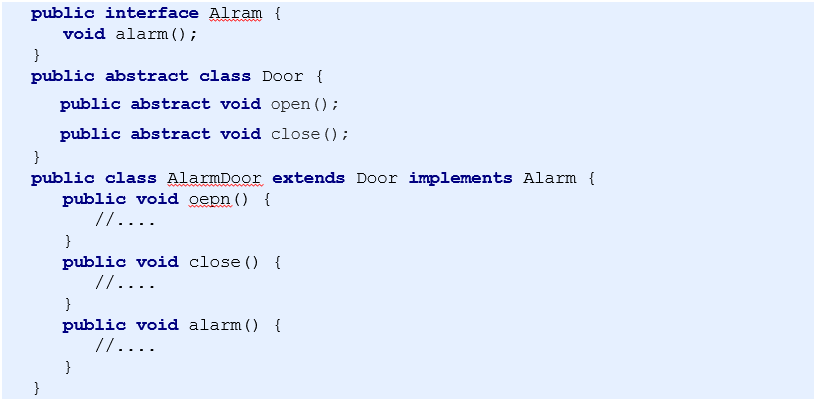 public interface Alram {
void alarm();
}
public abstract class Door {
public abstract void open();
public abstract void close();
}
public class AlarmDoor extends Door implements Alarm {
public void oepn() {
//....
}
public void close() {
//....
}
public void alarm() {
//....
}
}